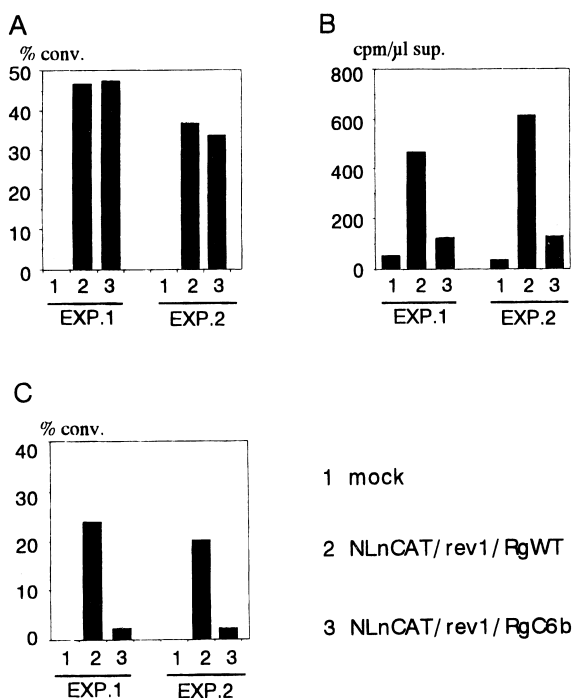 A
% conv.
50
40
30
20
10
0
1 2 3 1 2 3
EXP.1 EXP.2
B
cpm/µl sup.
800
600
400
200
0
1 2 3 1 2 3
EXP.1 EXP.2
C
% conv.
40
30
20
10
0
1 2 3 1 2 3
EXP.1 EXP.2
1 mock
2 NLnCAT/rev1/RgWT
3 NLnCAT/rev1/RgC6b